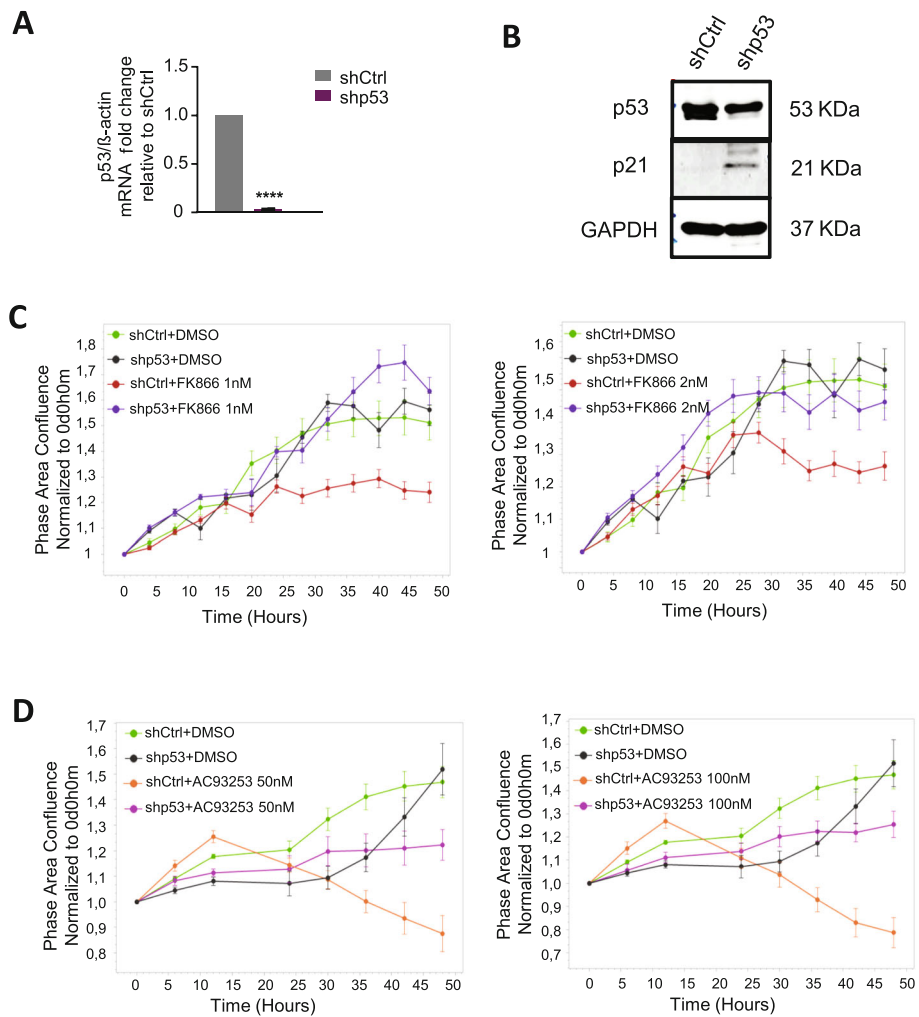 A
p53/ß-actin
mRNA fold change
relative to shCtrl
1.5
1.0
0.5
0
****
shCtrl
shp53
B
shCtrl
shp53
p53
53 KDa
p21
21 KDa
GAPDH
37 KDa
C
Phase Area Confluence
Normalized to 0d0h0m
1,8
1,7
1,5
1,3
1,2
1,1
1
shCtrl+DMSO
shp53+DMSO
shCtrl+FK866 1nM
shp53+FK866 1nM
0 5 10 15 20 25 30 35 40 45 50
Time (Hours)
Phase Area Confluence
Normalized to 0d0h0m
1,6
1,5
1,4
1,2
1,1
1
shCtrl+DMSO
shp53+DMSO
shCtrl+FK866 2nM
shp53+FK866 2nM
0 5 10 15 20 25 30 35 40 45 50
Time (Hours)
D
Phase Area Confluence
Normalized to 0d0h0m
1,7
1,6
1,5
1,4
1,3
1,2
1,1
1,0
0,9
0,8
shCtrl+DMSO
shp53+DMSO
shCtrl+AC93253 50nM
shp53+AC93253 50nM
0 5 10 15 20 25 30 35 40 45 50
Time (Hours)
Phase Area Confluence
Normalized to 0d0h0m
1,7
1,6
1,5
1,4
1,3
1,2
1,1
1,0
0,9
0,8
0,7
shCtrl+DMSO
shp53+DMSO
shCtrl+AC93253 100nM
shp53+AC93253 100nM
0 5 10 15 20 25 30 35 40 45 50
Time (Hours)